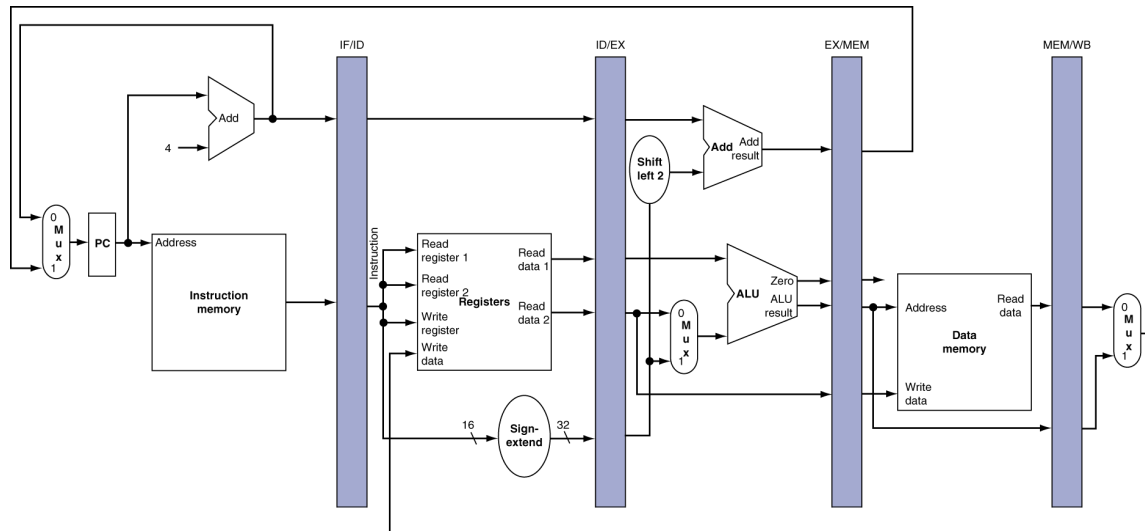 IF/ID
ID/EX
EX/MEM
MEM/WB
Add
4
Add
Add
result
Shift
left 2
0
M
u
x
1
PC
Address
Instruction
memory
Instruction
Read
register 1
Read
register 2
Registers
Write
register
Write
data
Read
data 1
Read
data 2
0
M
u
x
1
ALU
Zero
ALU
result
Address
Read
data
Data
memory
Write
data
0
M
u
x
1
16
Sign-
extend
32